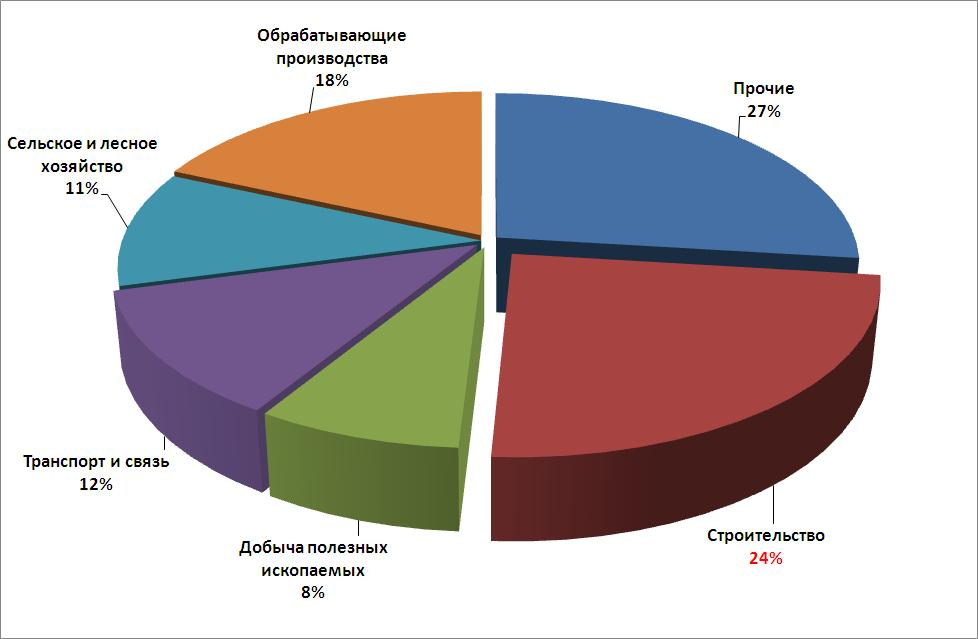 Обрабатывающие
производства
18%
Прочие
27%
Сельское и лесное
хозяйство
11%
Транспорт и связь
12%
Добыча полезных
ископаемых
8%
Строительство
24%